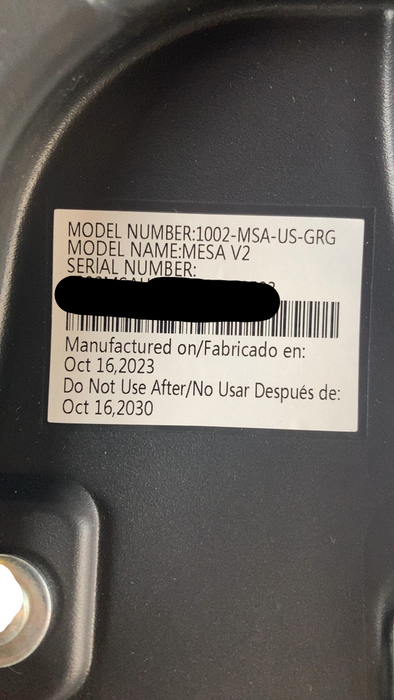 MODEL NUMBER:1002-MSA-US-GRG
MODEL NAME:MESA V2
SERIAL NUMBER:
Manufactured on/Fabricado en:
Oct 16,2023
Do Not Use After/No Usar Después de:
Oct 16,2030